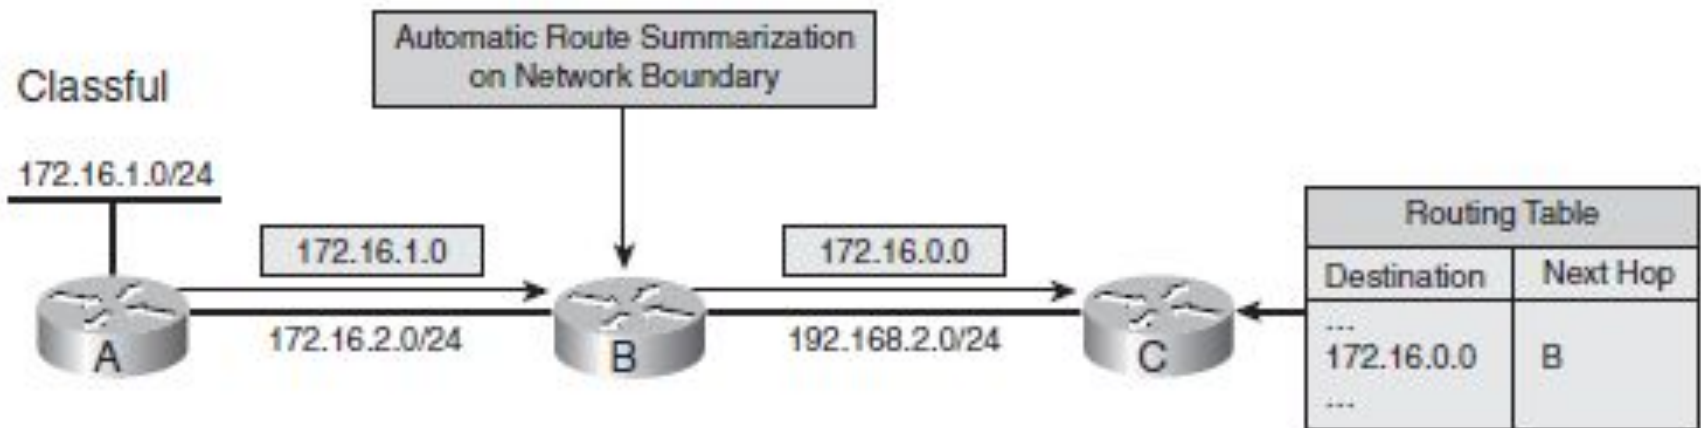 Automatic Route Summarization
on Network Boundary
Classful
172.16.1.0/24
172.16.1.0
172.16.0.0
172.16.2.0/24
192.168.2.0/24
A
B
C
Routing Table
Destination
Next Hop
...
172.16.0.0
B
...